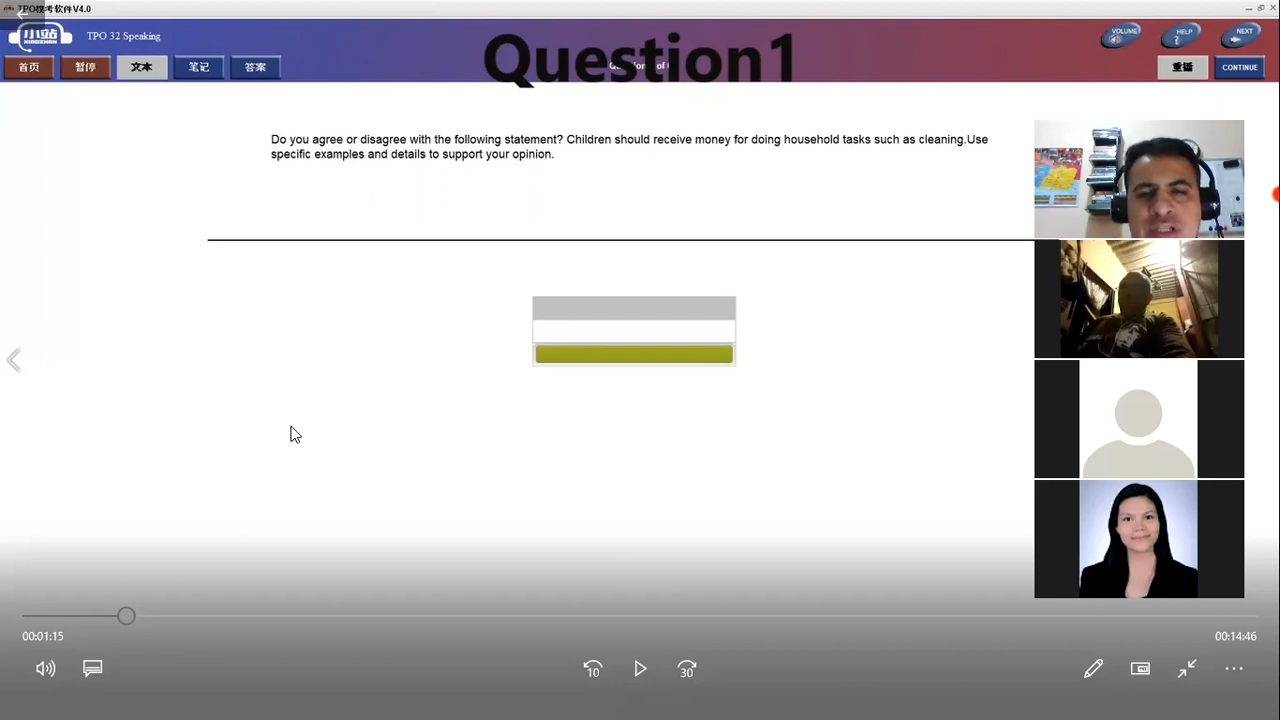 TPO模考软件V4.0
小站
XIAOZHAN
TPO 32 Speaking
Question1
VOLUME
HELP
NEXT
首页
暂停
文本
笔记
答案
重播
CONTINUE
Do you agree or disagree with the following statement? Children should receive money for doing household tasks such as cleaning.Use
specific examples and details to support your opinion.
00:01:15
00:14:46
10
30